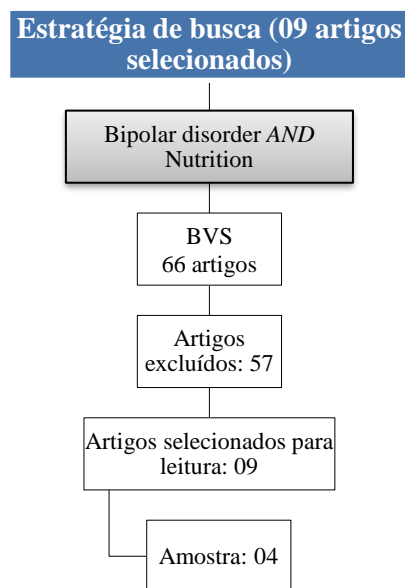 Estratégia de busca (09 artigos
selecionados)
Bipolar disorder AND
Nutrition
BVS
66 artigos
Artigos
excluídos: 57
Artigos selecionados para
leitura: 09
Amostra: 04